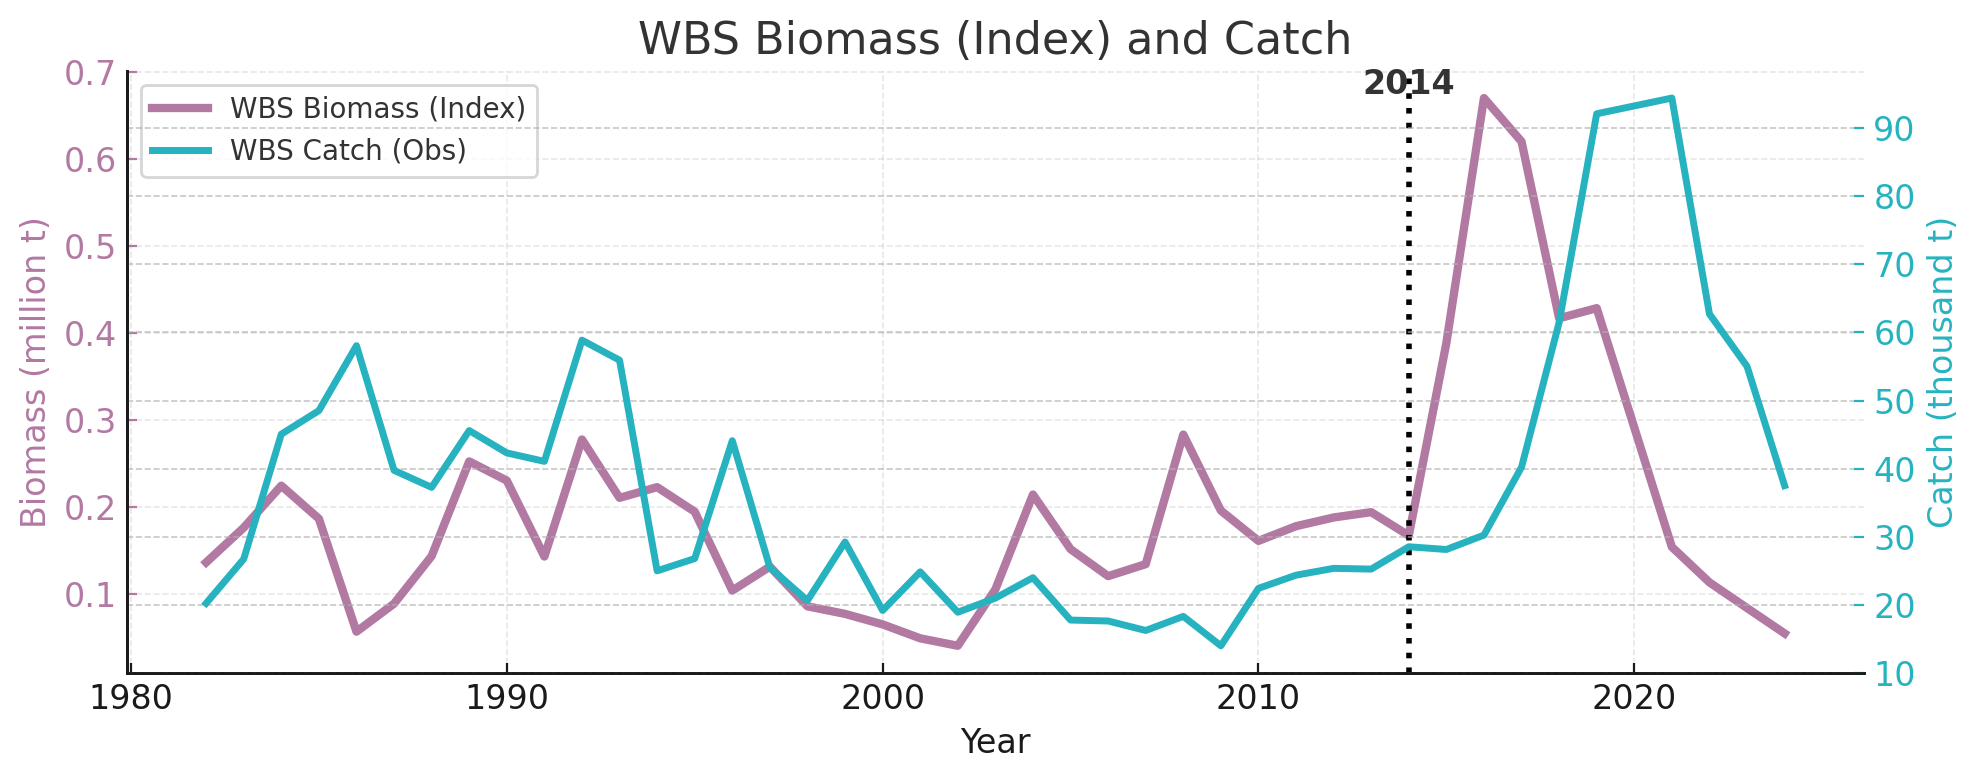 WBS Biomass (Index) and Catch
2014
WBS Biomass (Index)
WBS Catch (Obs)
Biomass (million t)
0.7
0.6
0.5
0.4
0.3
0.2
0.1
Catch (thousand t)
90
80
70
60
50
40
30
20
10
1980 1990 2000 2010 2020
Year